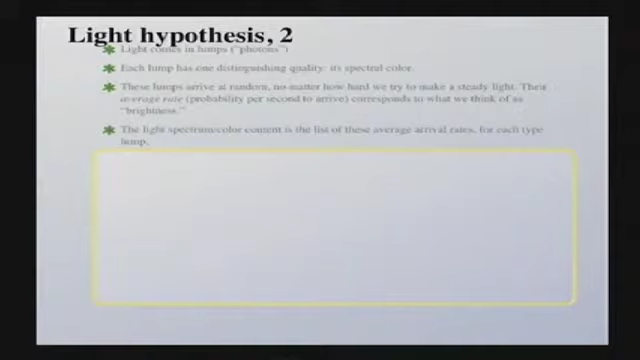 Light hypothesis, 2
Light comes in lumps ("photons")
Each lump has one distinguishing quality: its spectral color.
These lumps arrive at random, no matter how hard we try to make a steady light. Their
average rate (probability per second to arrive) corresponds to what we think of as
"brightness."
The light spectrum/color content is the list of these average arrival rates, for each type
lump.